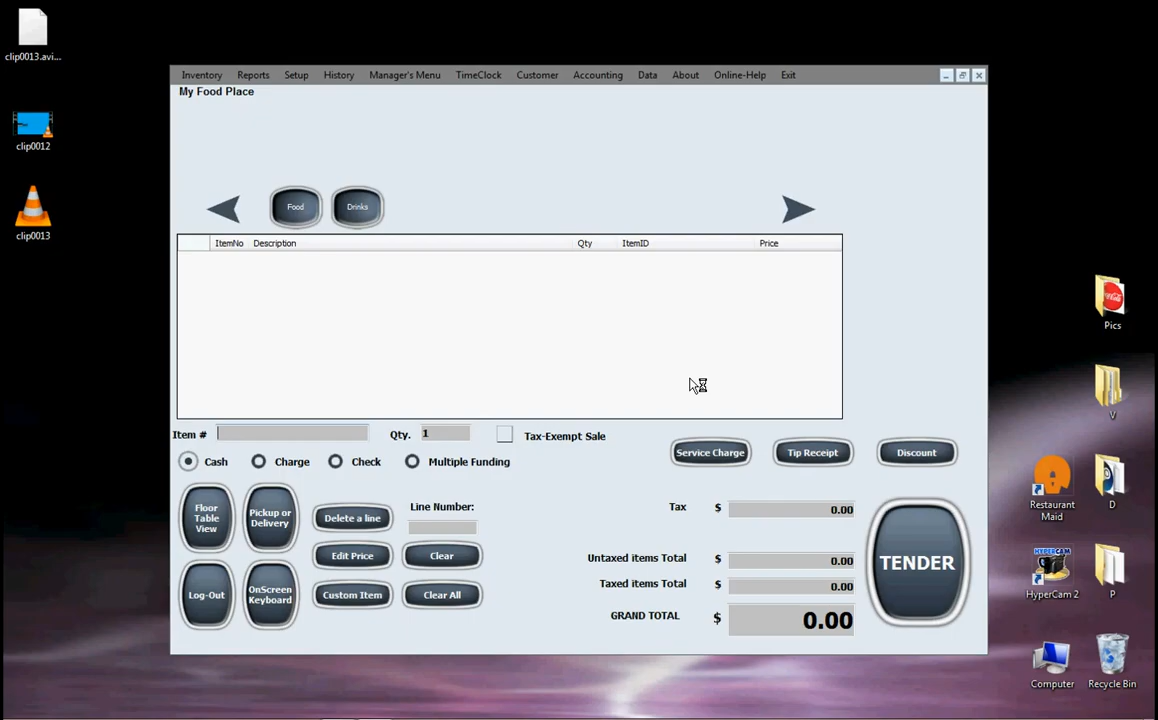 clip0013.avi...
clip0012
clip0013
Inventory Reports Setup History Manager's Menu TimeClock Customer Accounting Data About Online-Help Exit
My Food Place
Food Drinks
ItemNo Description Qty ItemID Price
Item # Qty. 1 Tax-Exempt Sale
Cash Charge Check Multiple Funding
Service Charge Tip Receipt Discount
Floor
Table
View
Pickup or
Delivery
Delete a line
Line Number:
Edit Price Clear
Log-Out
OnScreen
Keyboard
Custom Item Clear All
Tax $ 0.00
Untaxed items Total $ 0.00
Taxed items Total $ 0.00
GRAND TOTAL $ 0.00
TENDER
Pics
V
Restaurant
Maid
D
HyperCam 2
P
Computer
Recycle Bin